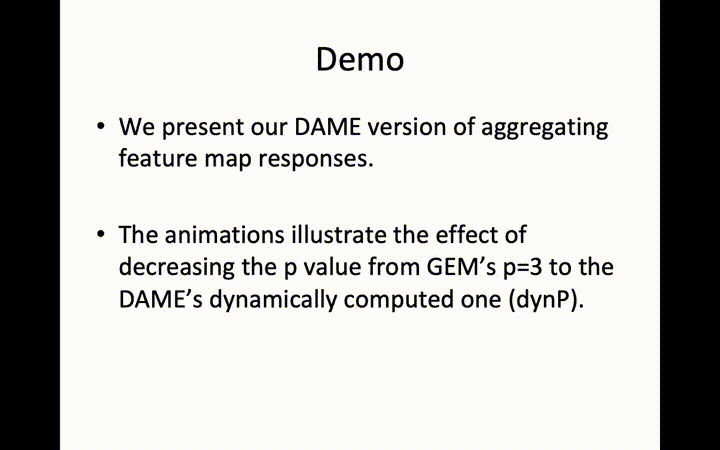 Demo
• We present our DAME version of aggregating
feature map responses.
• The animations illustrate the effect of
decreasing the p value from GEM’s p=3 to the
DAME’s dynamically computed one (dynP).